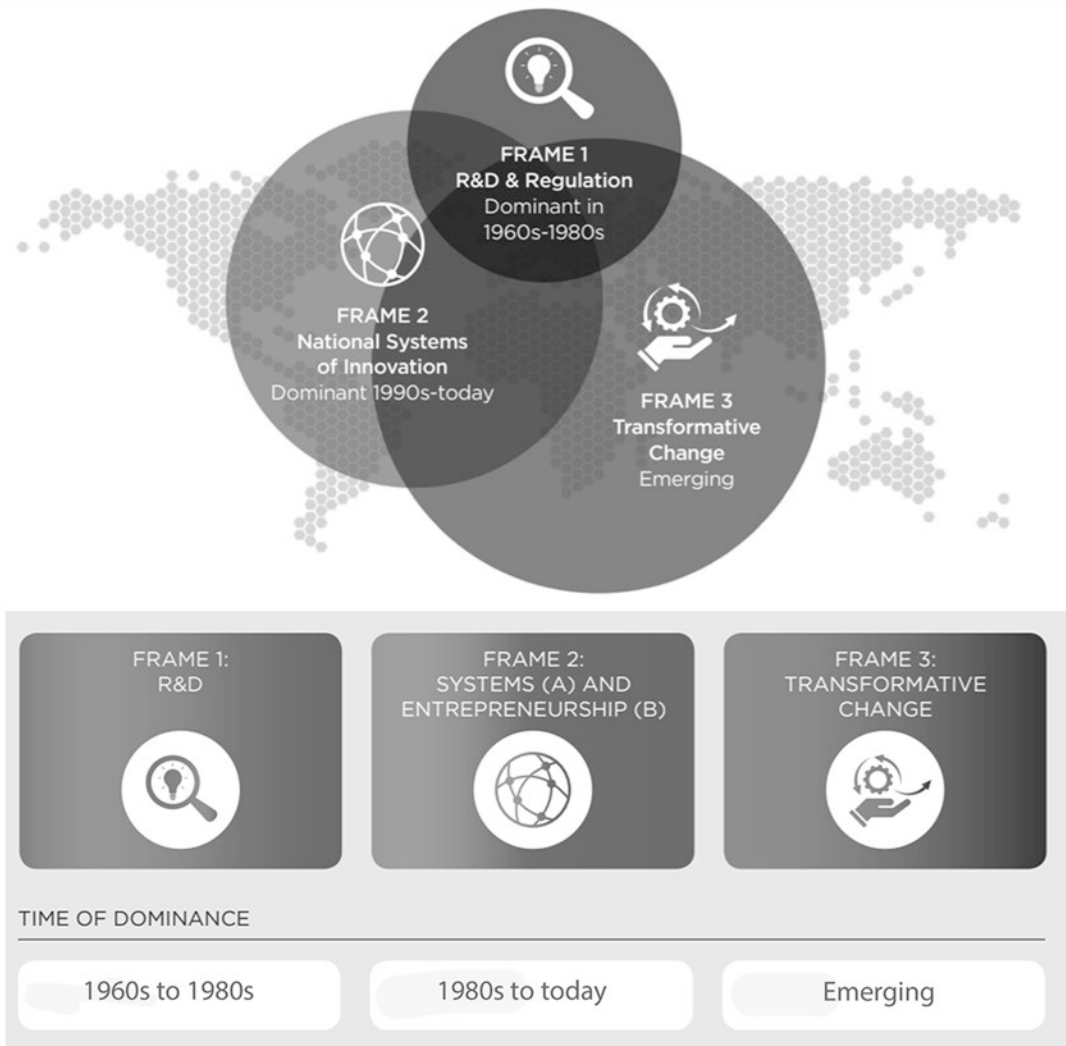 FRAME 1
R&D & Regulation
Dominant in
1960s-1980s
FRAME 2
National Systems
of Innovation
Dominant 1990s-today
FRAME 3
Transformative
Change
Emerging
FRAME 1:
R&D
FRAME 2:
SYSTEMS (A) AND
ENTREPRENEURSHIP (B)
FRAME 3:
TRANSFORMATIVE
CHANGE
TIME OF DOMINANCE
1960s to 1980s
1980s to today
Emerging